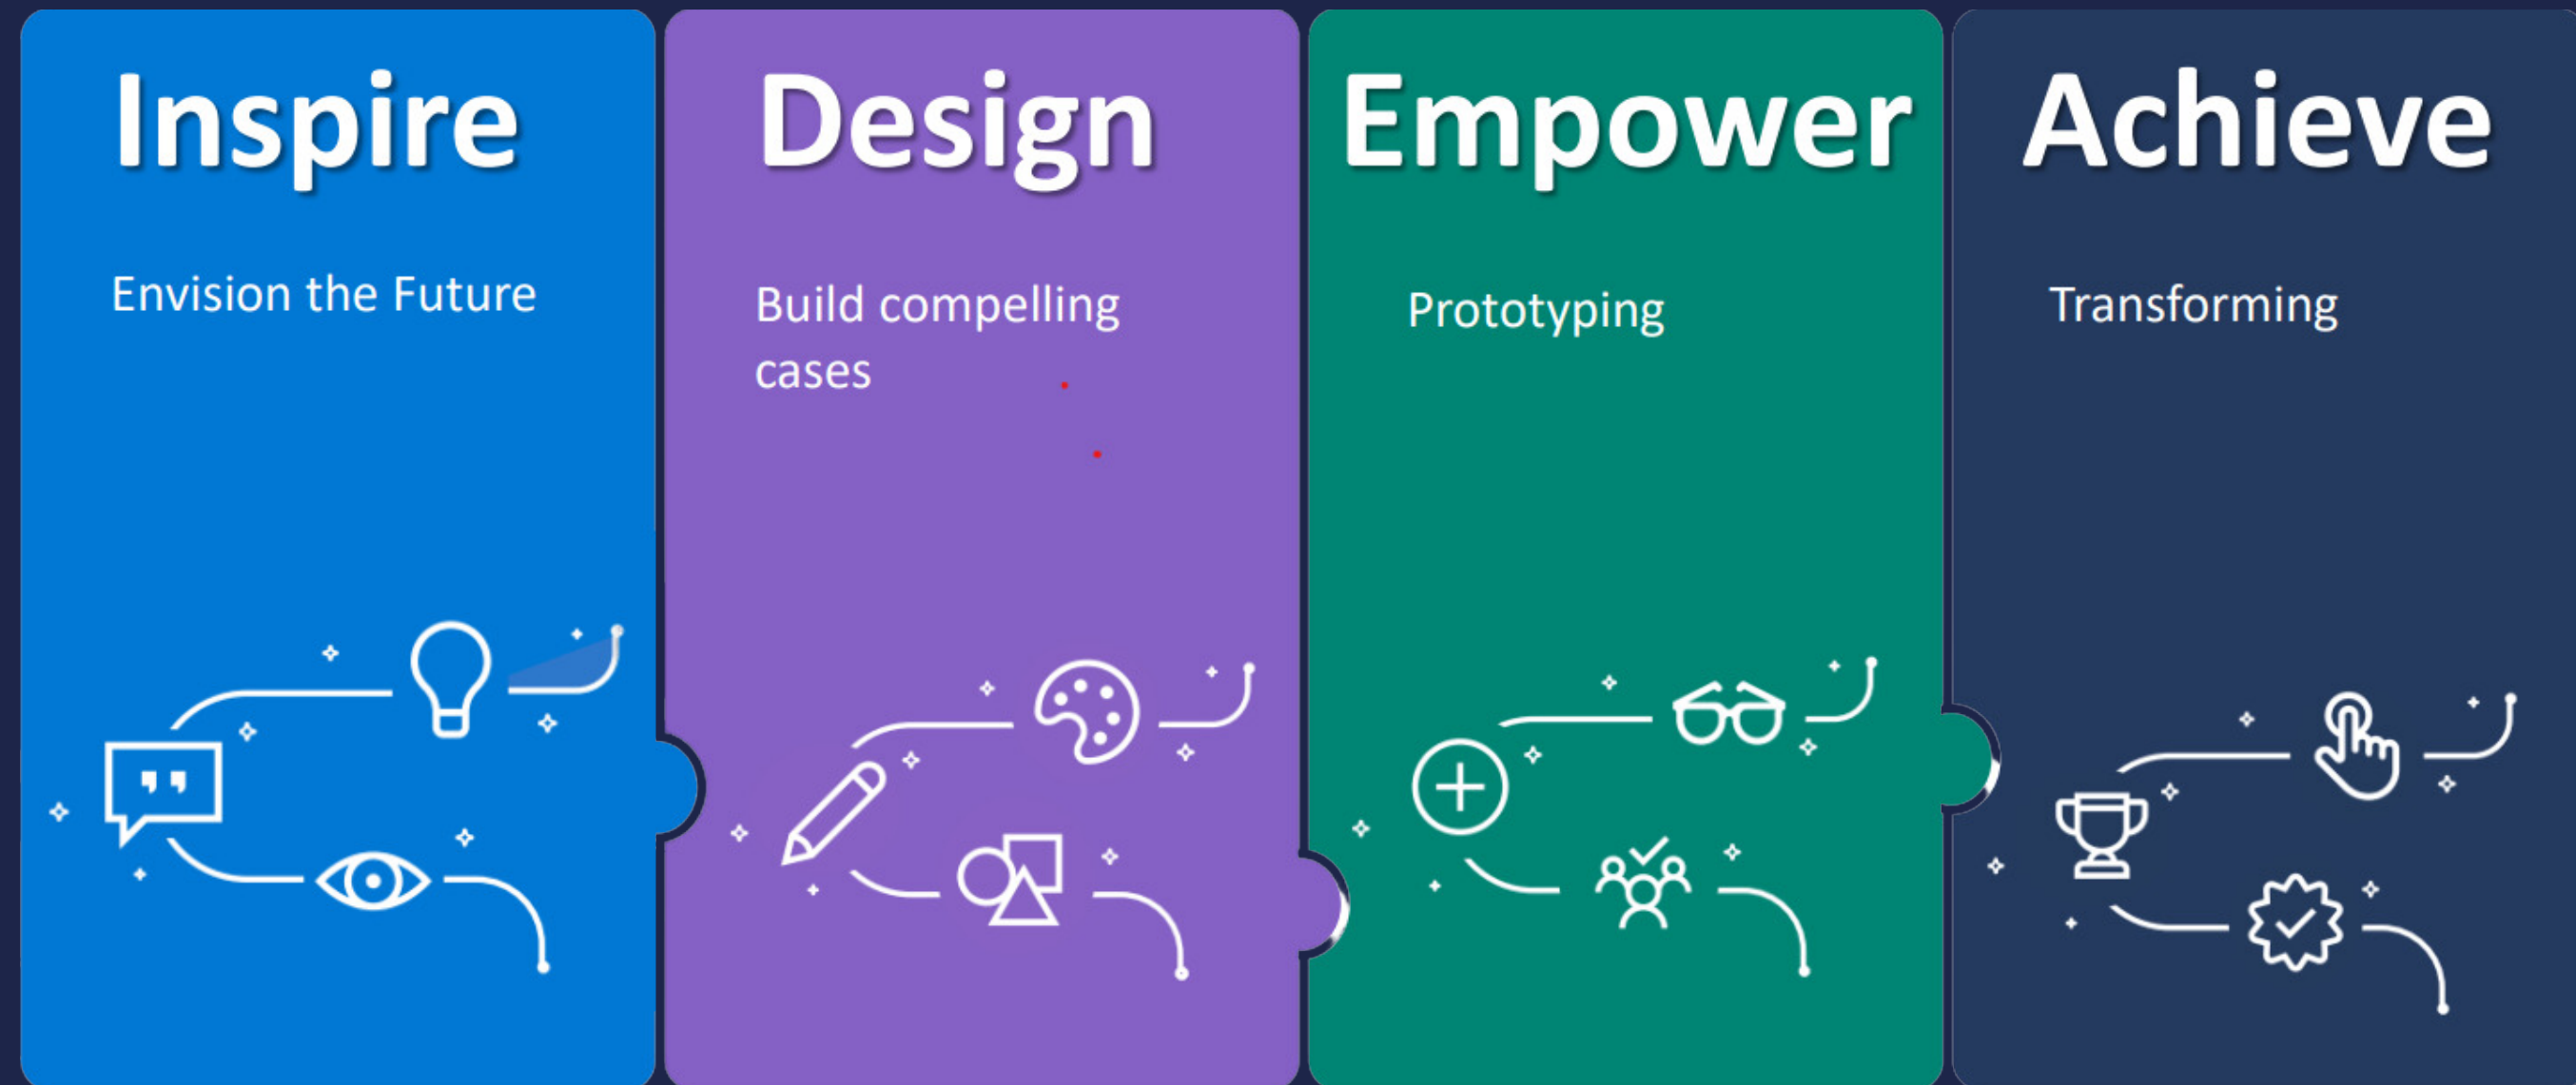 Inspire
Envision the Future
Design
Build compelling
cases
Empower
Prototyping
Achieve
Transforming